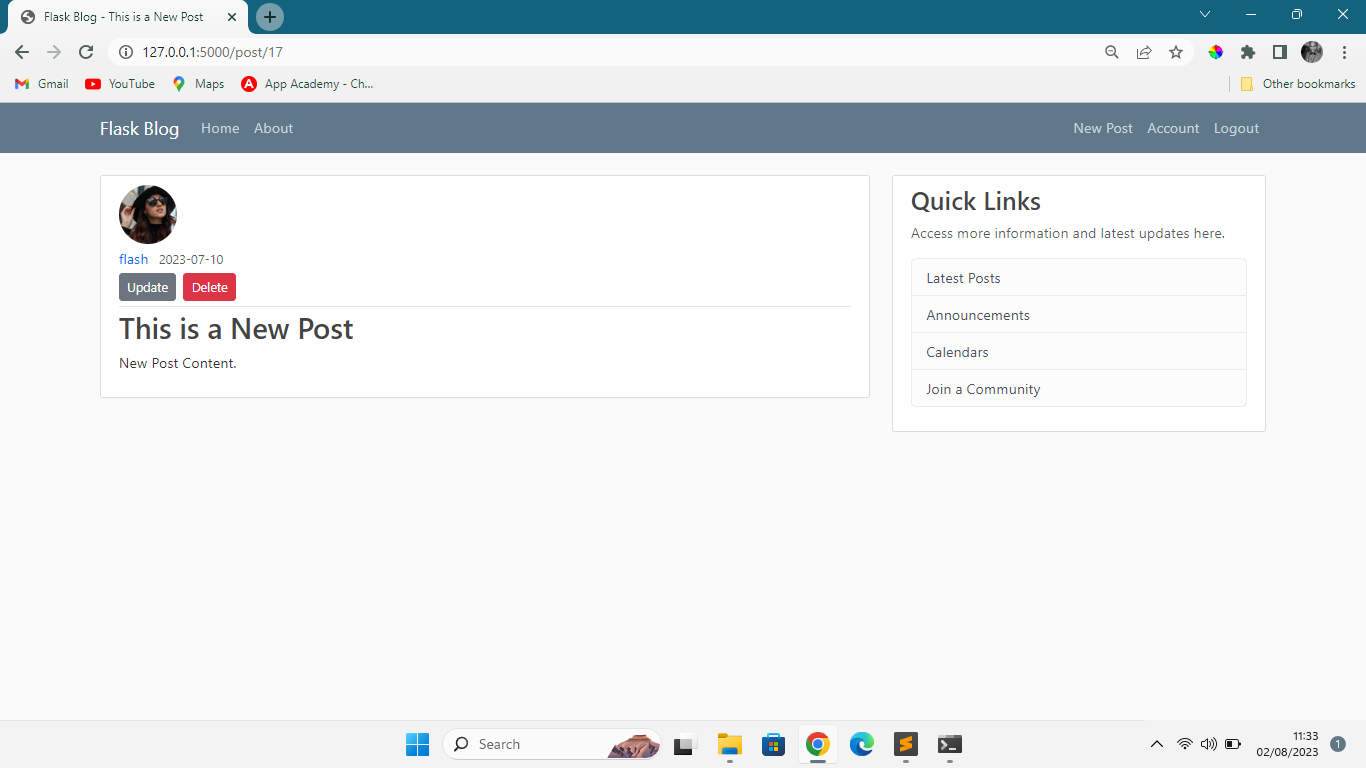 Flask Blog - This is a New Post
127.0.0.1:5000/post/17
Gmail
YouTube
Maps
A
App Academy - Ch...
Other bookmarks
Flask Blog
Home
About
New Post
Account
Logout
flash 2023-07-10
Update
Delete
This is a New Post
New Post Content.
Quick Links
Access more information and latest updates here.
Latest Posts
Announcements
Calendars
Join a Community
Search
11:33
02/08/2023
1